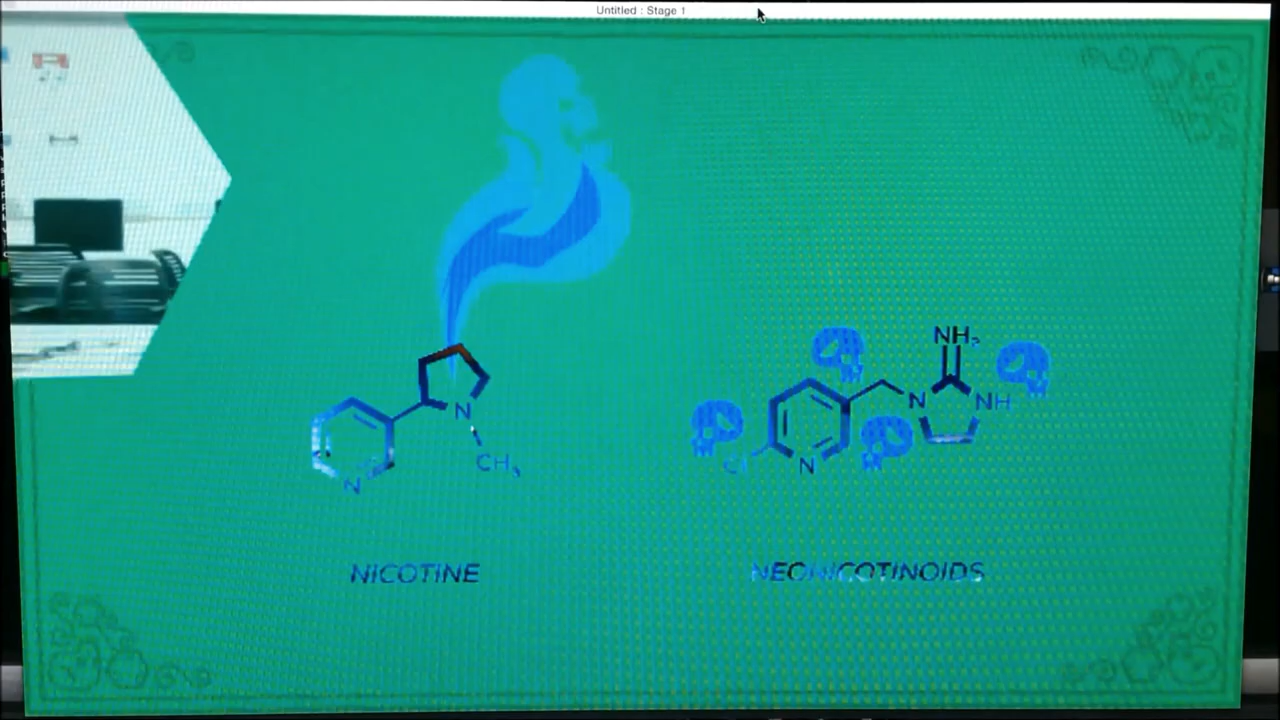 Untitled : Stage 1
NH₂
N
NH
N
CH₃
Cl
N
N
NICOTINE
NEONICOTINOIDS